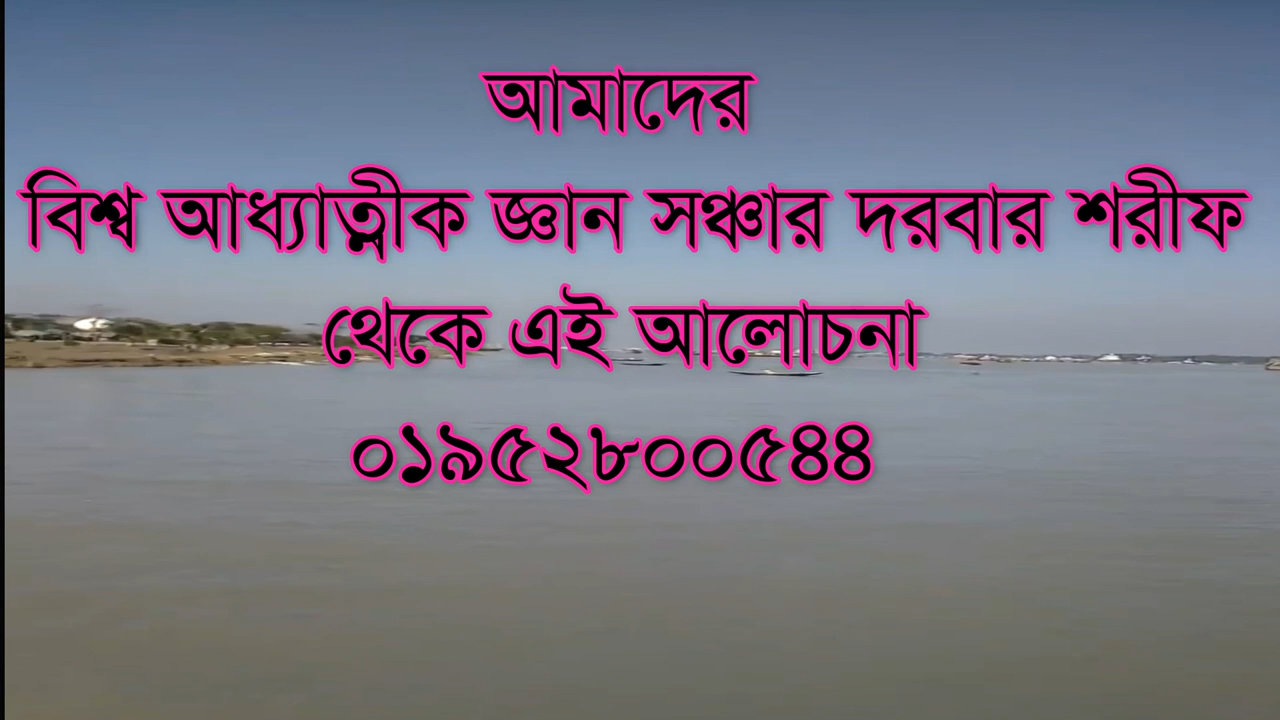 আমাদের
বিশ্ব আধ্যাত্নীক জ্ঞান সঞ্চার দরবার শরীফ
থেকে এই আলোচনা
০১৯৫২৮০০৫৪৪